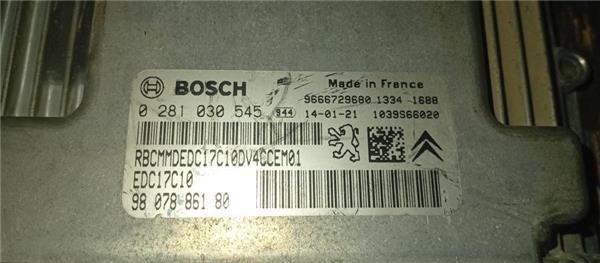 BOSCH
Made in France
9666729680 1334 1688
0 281 030 545 944 14-01-21 1039S66020
RBCMMDEDC17C10DV4CCEM01
EDC17C10
98 078 861 80